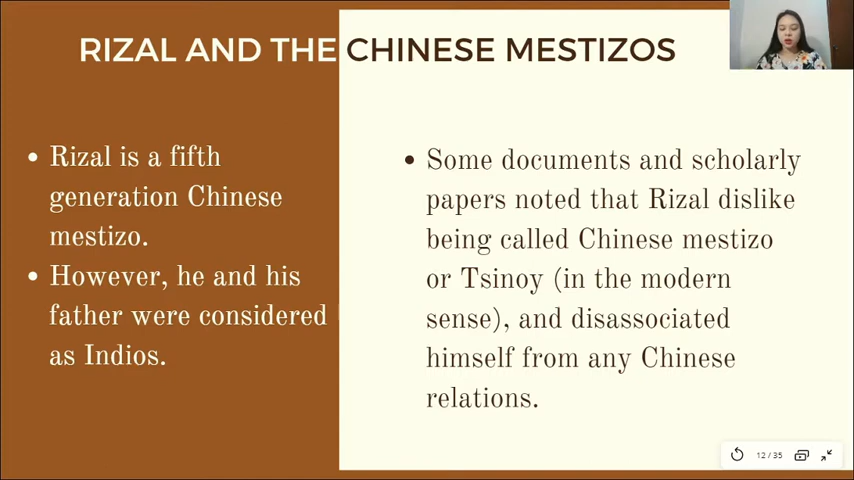 RIZAL AND THE CHINESE MESTIZOS
• Rizal is a fifth
generation Chinese
mestizo.
• However, he and his
father were considered
as Indios.
• Some documents and scholarly
papers noted that Rizal dislike
being called Chinese mestizo
or Tsinoy (in the modern
sense), and disassociated
himself from any Chinese
relations.
12 / 35